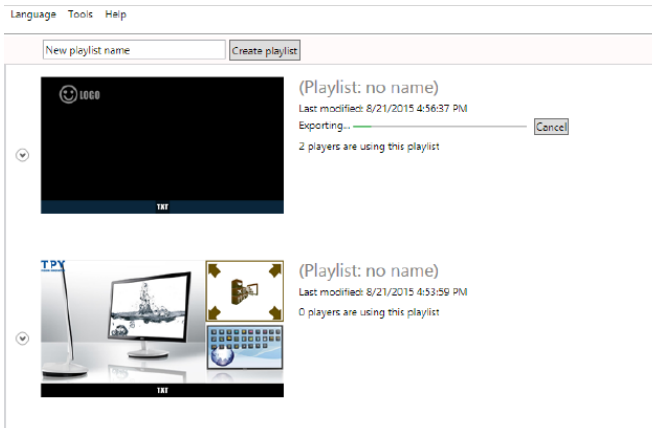 Language Tools Help
New playlist name Create playlist
LOGO
(Playlist: no name)
Last modified: 8/21/2015 4:56:37 PM
Exporting... Cancel
2 players are using this playlist
TXT
TPV
(Playlist: no name)
Last modified: 8/21/2015 4:53:59 PM
0 players are using this playlist
TXT